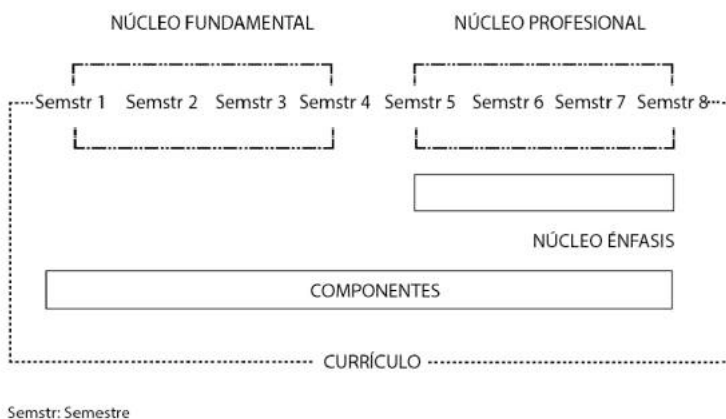 NÚCLEO FUNDAMENTAL NÚCLEO PROFESIONAL
Semstr 1 Semstr 2 Semstr 3 Semstr 4 Semstr 5 Semstr 6 Semstr 7 Semstr 8
NÚCLEO ÉNFASIS
COMPONENTES
CURRÍCULO
Semstr: Semestre